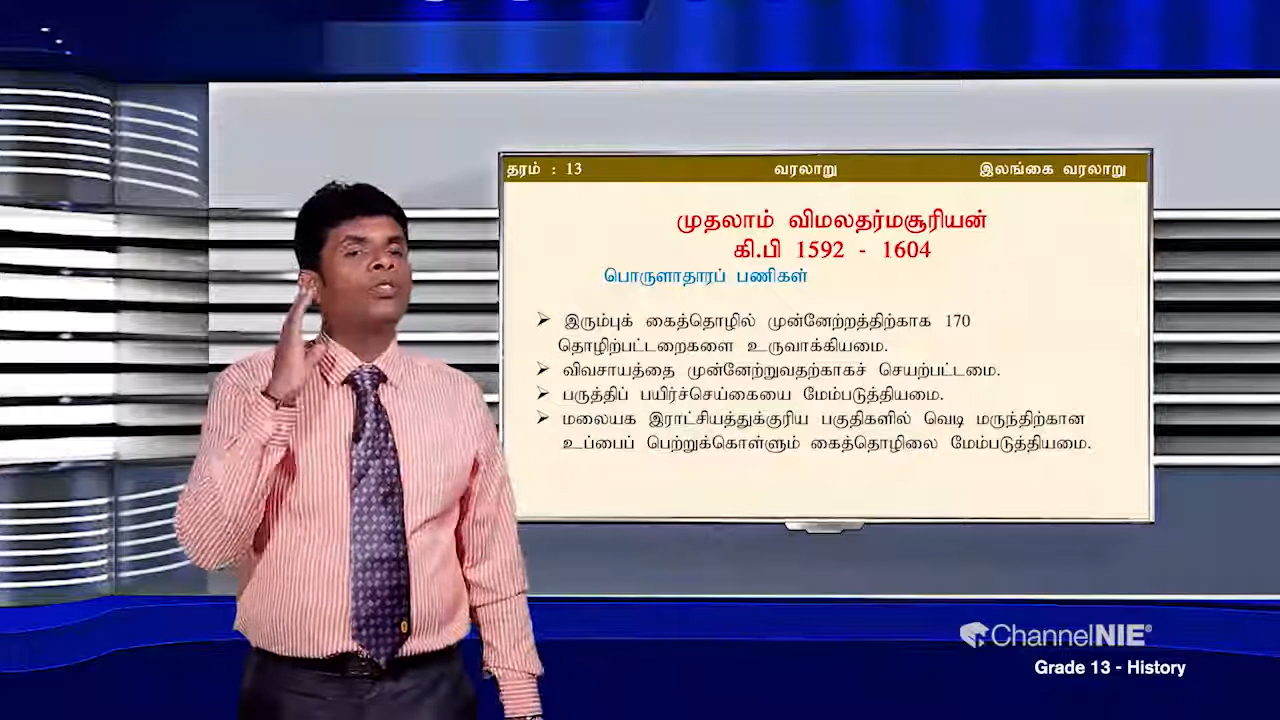 தரம் : 13 வரலாறு இலங்கை வரலாறு
முதலாம் விமலதர்மசூரியன்
கி.பி 1592 - 1604
பொருளாதாரப் பணிகள்
➤ இரும்புக் கைத்தொழில் முன்னேற்றத்திற்காக 170
தொழிற்பட்டறைகளை உருவாக்கியமை.
➤ விவசாயத்தை முன்னேற்றுவதற்காகச் செயற்பட்டமை.
➤ பருத்திப் பயிர்ச்செய்கையை மேம்படுத்தியமை.
➤ மலையக இராட்சியத்துக்குரிய பகுதிகளில் வெடி மருந்திற்கான
உப்பைப் பெற்றுக்கொள்ளும் கைத்தொழிலை மேம்படுத்தியமை.
ChannelNIE®
Grade 13 - History